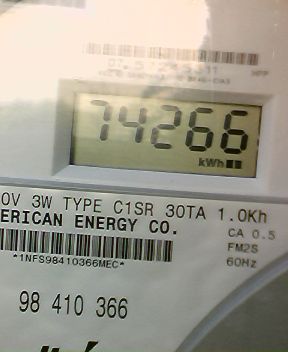 74266
kWh
0V 3W TYPE C1SR 30TA 1.0Kh
ERICAN ENERGY CO.
CA 0.5
FM2S
*1NFS98410366MEC*
60Hz
98 410 366